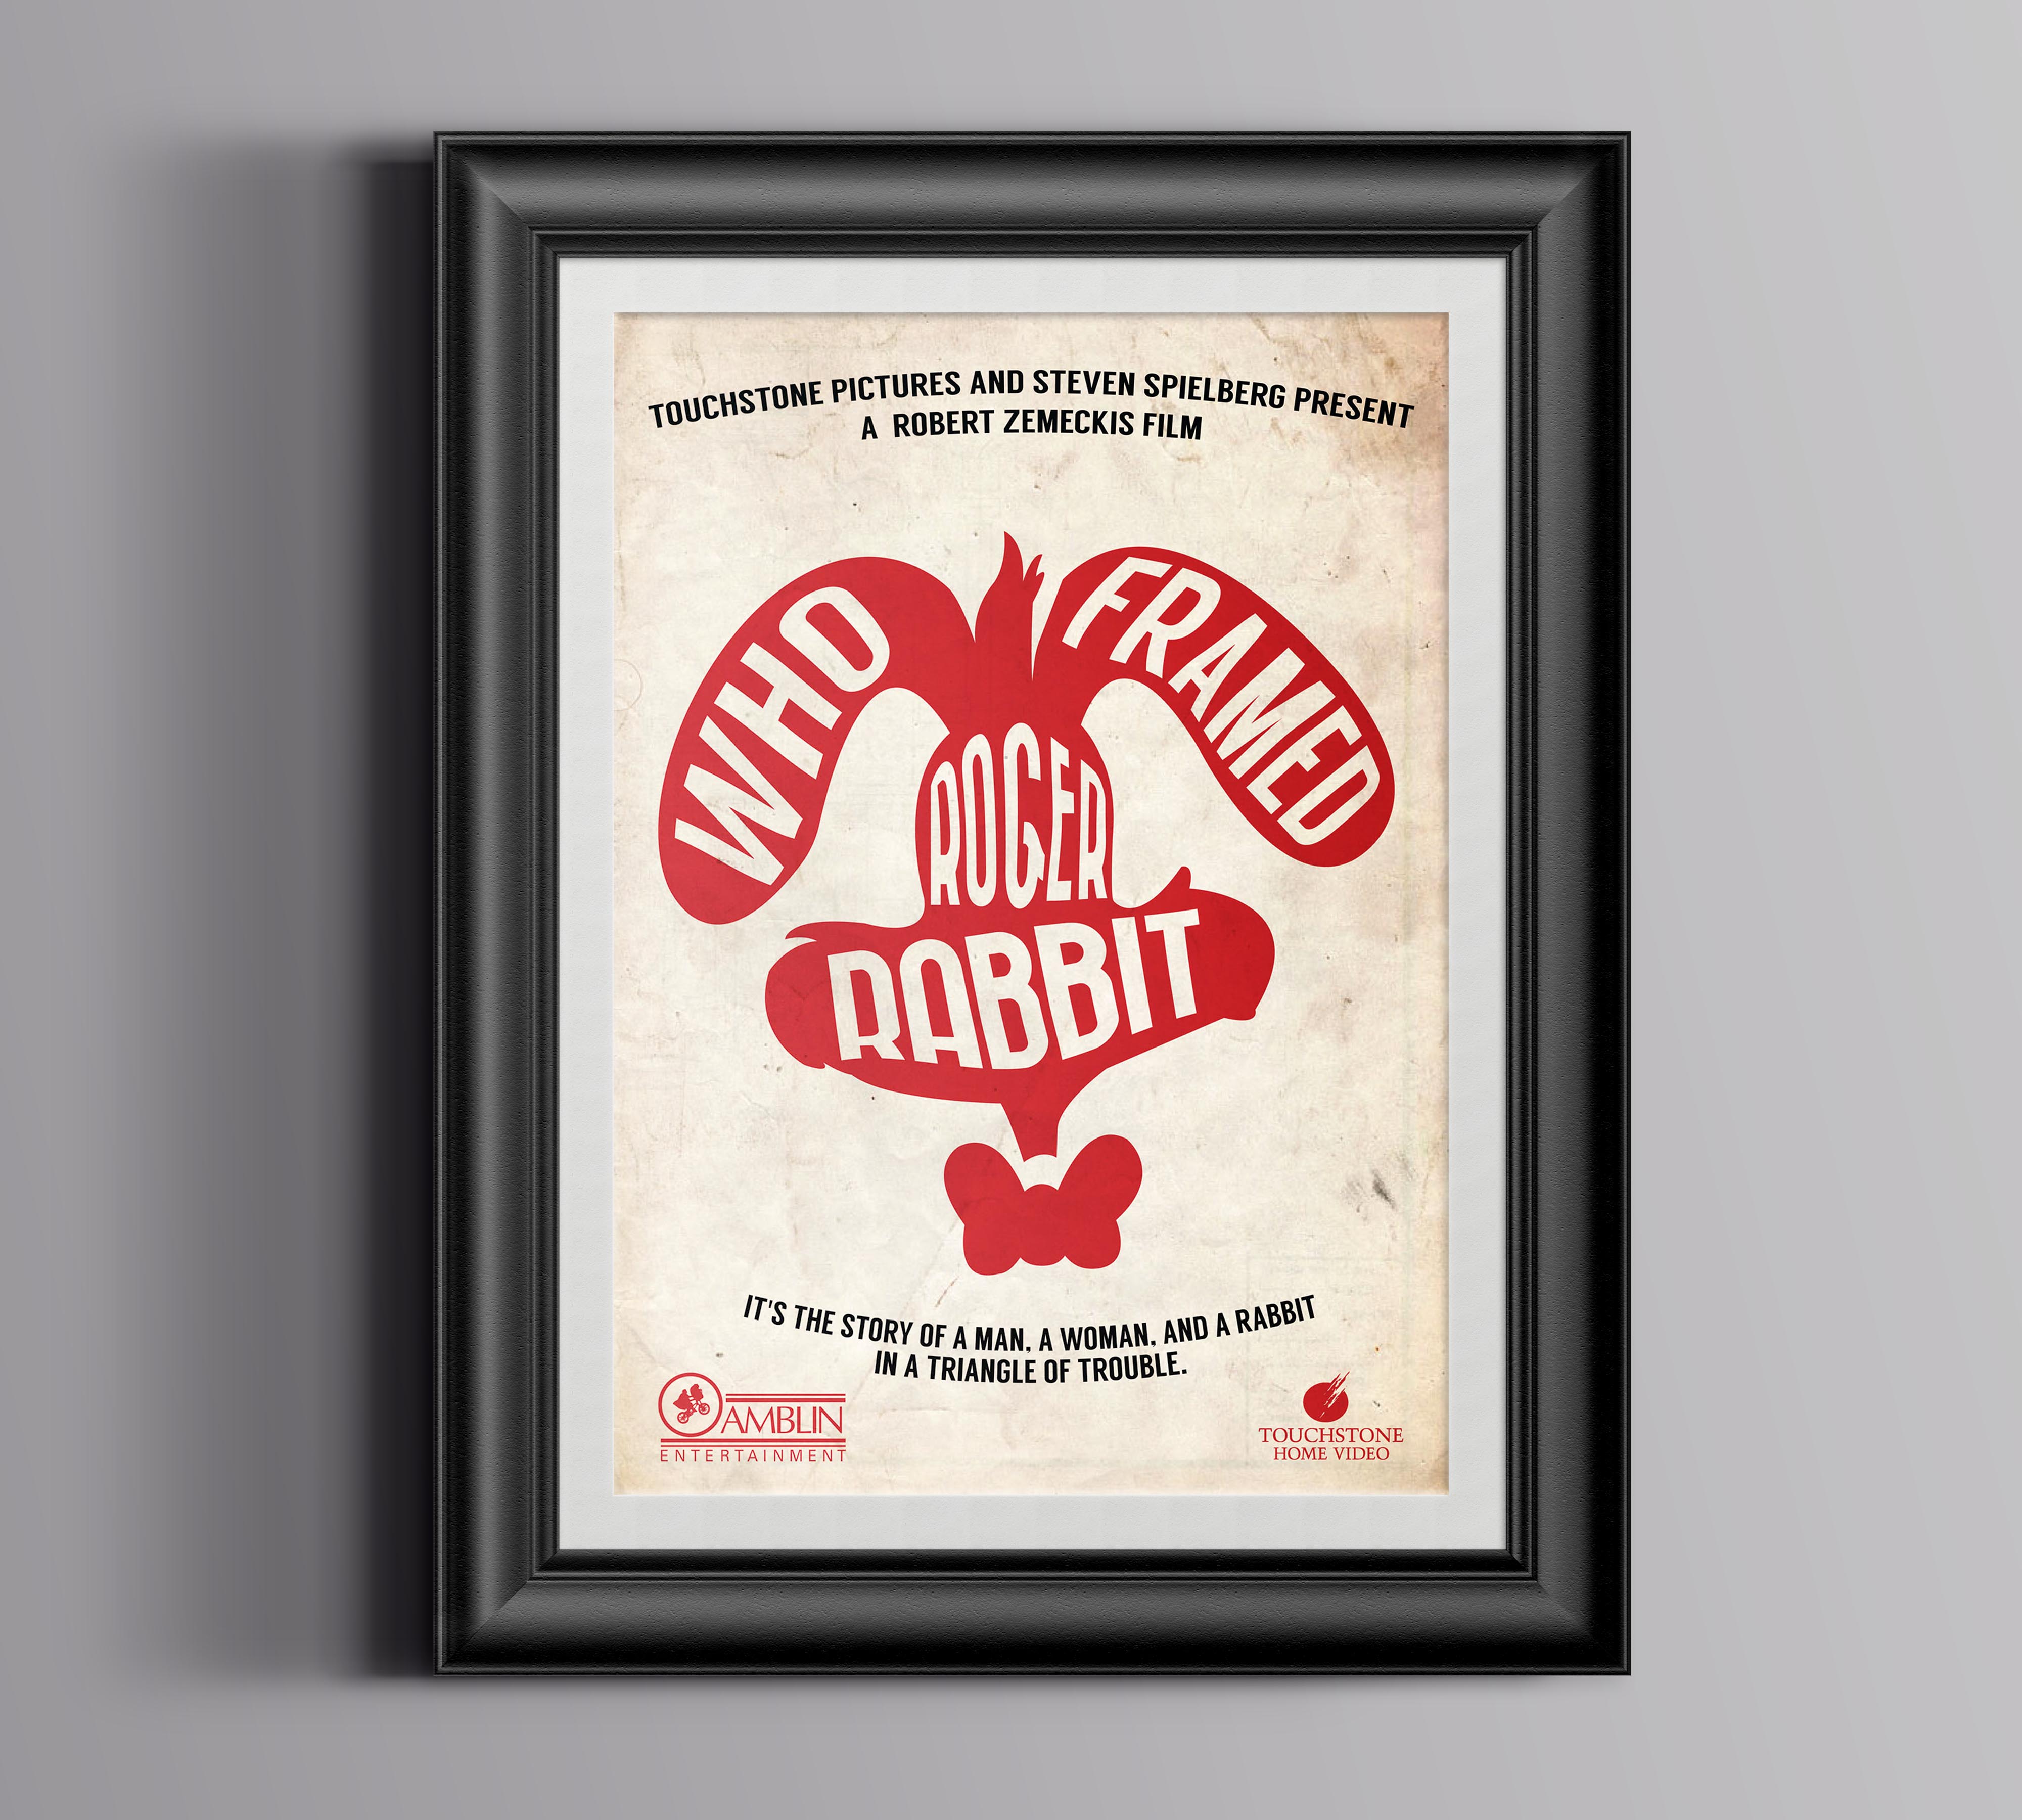 TOUCHSTONE PICTURES AND STEVEN SPIELBERG PRESENT
A ROBERT ZEMECKIS FILM
WHO
FRAMED
ROGER
RABBIT
IT'S THE STORY OF A MAN, A WOMAN, AND A RABBIT
IN A TRIANGLE OF TROUBLE.
AMBLIN
ENTERTAINMENT
TOUCHSTONE
HOME VIDEO